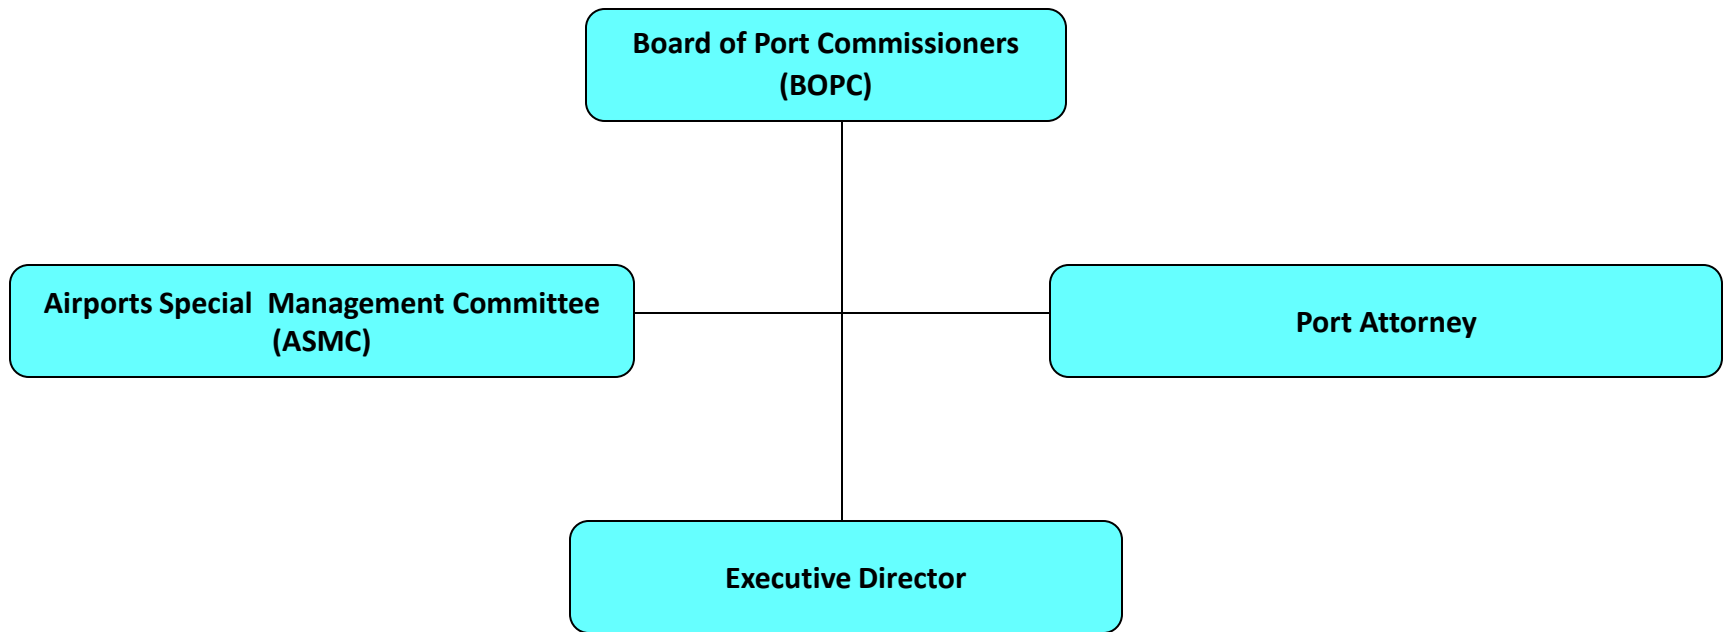 Board of Port Commissioners
(BOPC)
Airports Special  Management Committee
(ASMC)
Port Attorney
Executive Director